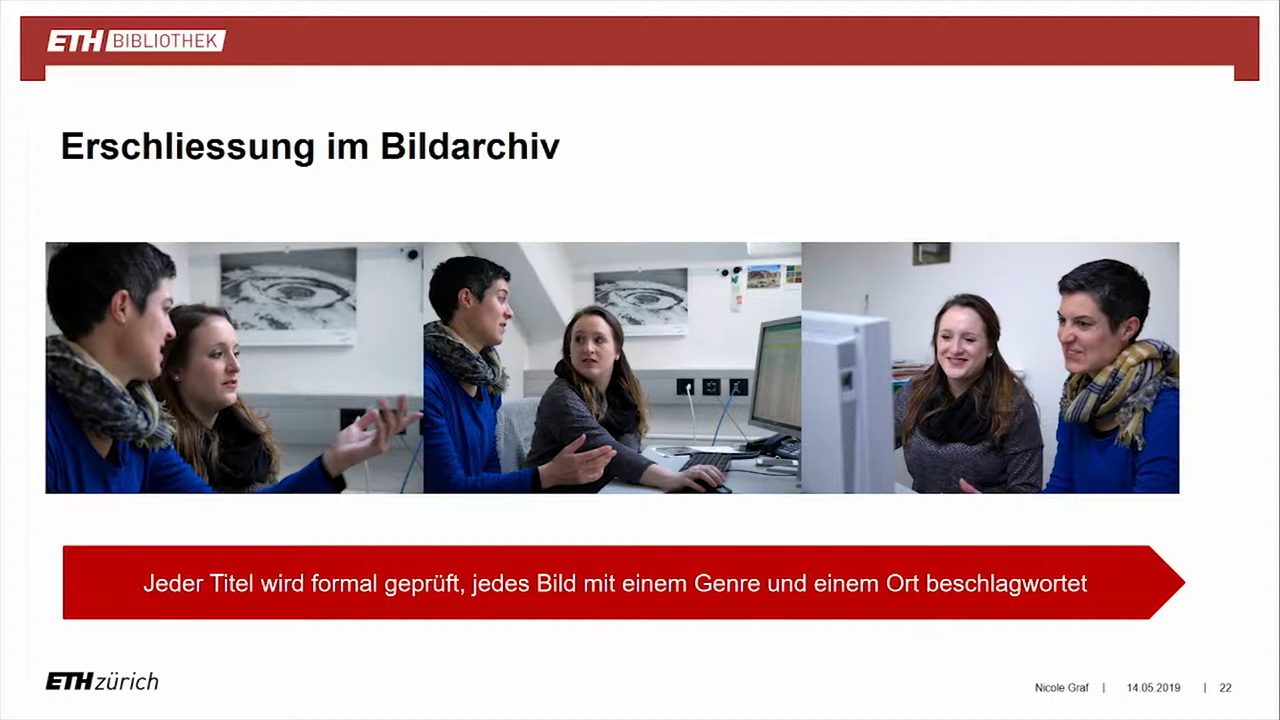 ETH BIBLIOTHEK
Erschliessung im Bildarchiv
Jeder Titel wird formal geprüft, jedes Bild mit einem Genre und einem Ort beschlagwortet
ETH zürich
Nicole Graf | 14.05.2019 | 22